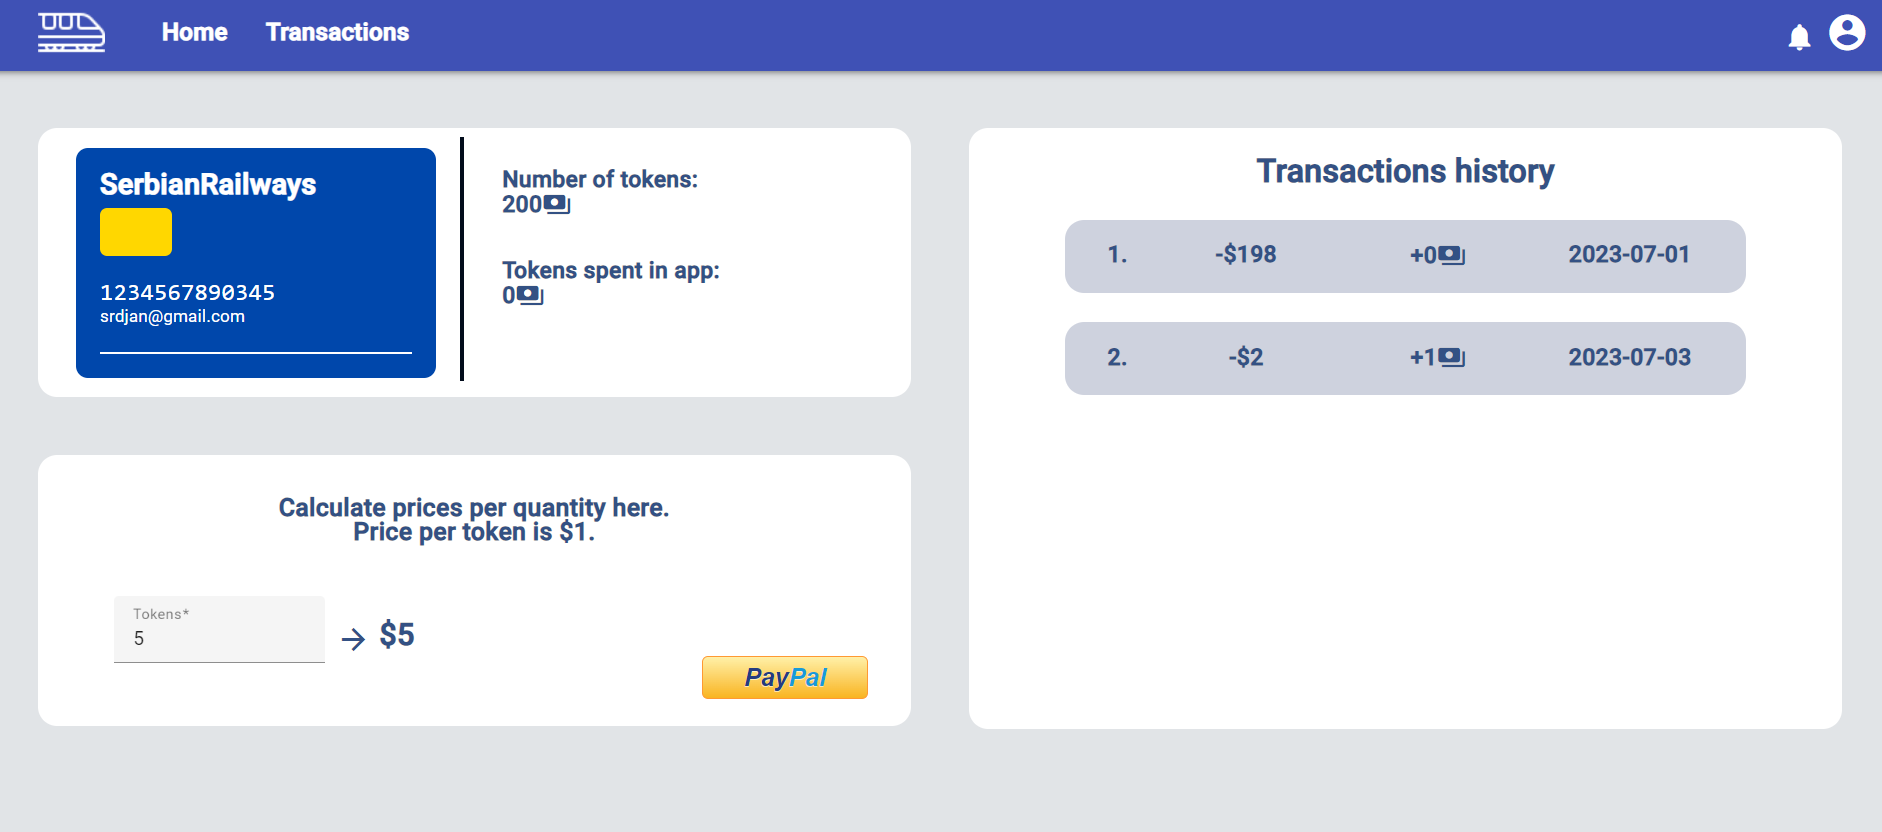 Home
Transactions
SerbianRailways
1234567890345
srdjan@gmail.com
Number of tokens:
200
Tokens spent in app:
0
Calculate prices per quantity here.
Price per token is $1.
Tokens*
5
$5
PayPal
Transactions history
1. -$198 +0 2023-07-01
2. -$2 +1 2023-07-03